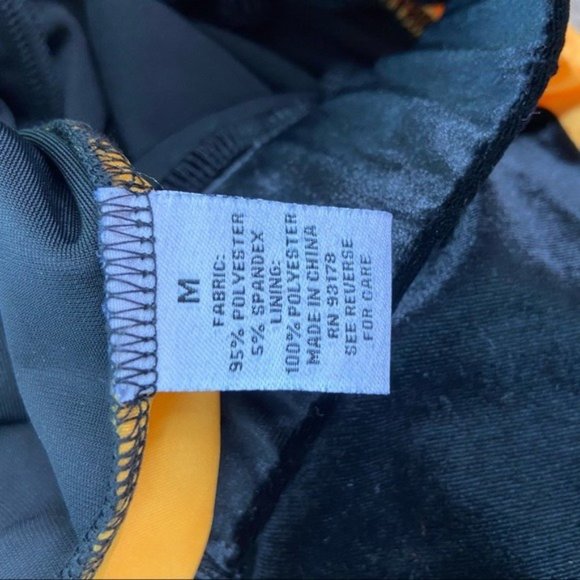 M
FABRIC:
95% POLYESTER
5% SPANDEX
LINING:
100% POLYESTER
MADE IN CHINA
RN 93178
SEE REVERSE
FOR CARE